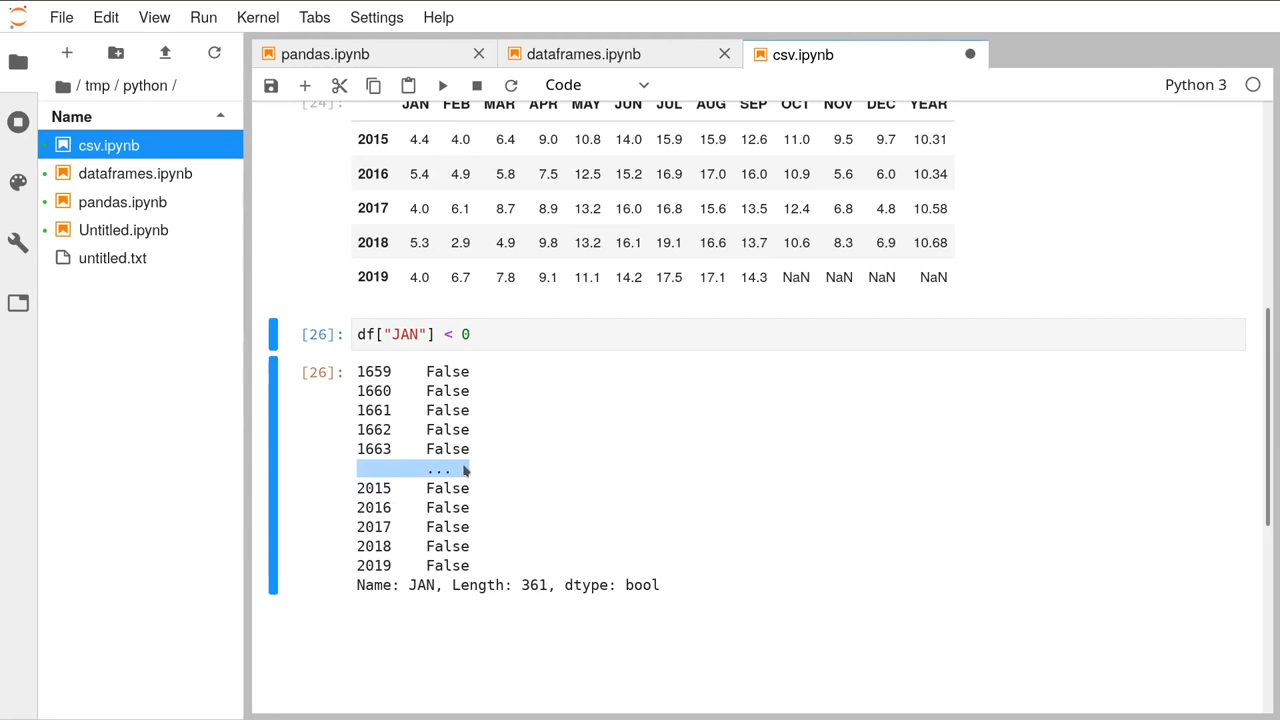 File Edit View Run Kernel Tabs Settings Help
pandas.ipynb dataframes.ipynb csv.ipynb
Code Python 3
/ tmp / python /
Name
csv.ipynb
dataframes.ipynb
pandas.ipynb
Untitled.ipynb
untitled.txt
[24]: JAN FEB MAR APR MAY JUN JUL AUG SEP OCT NOV DEC YEAR
2015 4.4 4.0 6.4 9.0 10.8 14.0 15.9 15.9 12.6 11.0 9.5 9.7 10.31
2016 5.4 4.9 5.8 7.5 12.5 15.2 16.9 17.0 16.0 10.9 5.6 6.0 10.34
2017 4.0 6.1 8.7 8.9 13.2 16.0 16.8 15.6 13.5 12.4 6.8 4.8 10.58
2018 5.3 2.9 4.9 9.8 13.2 16.1 19.1 16.6 13.7 10.6 8.3 6.9 10.68
2019 4.0 6.7 7.8 9.1 11.1 14.2 17.5 17.1 14.3 NaN NaN NaN NaN
[26]: df["JAN"] < 0
[26]: 1659 False
1660 False
1661 False
1662 False
1663 False
...
2015 False
2016 False
2017 False
2018 False
2019 False
Name: JAN, Length: 361, dtype: bool